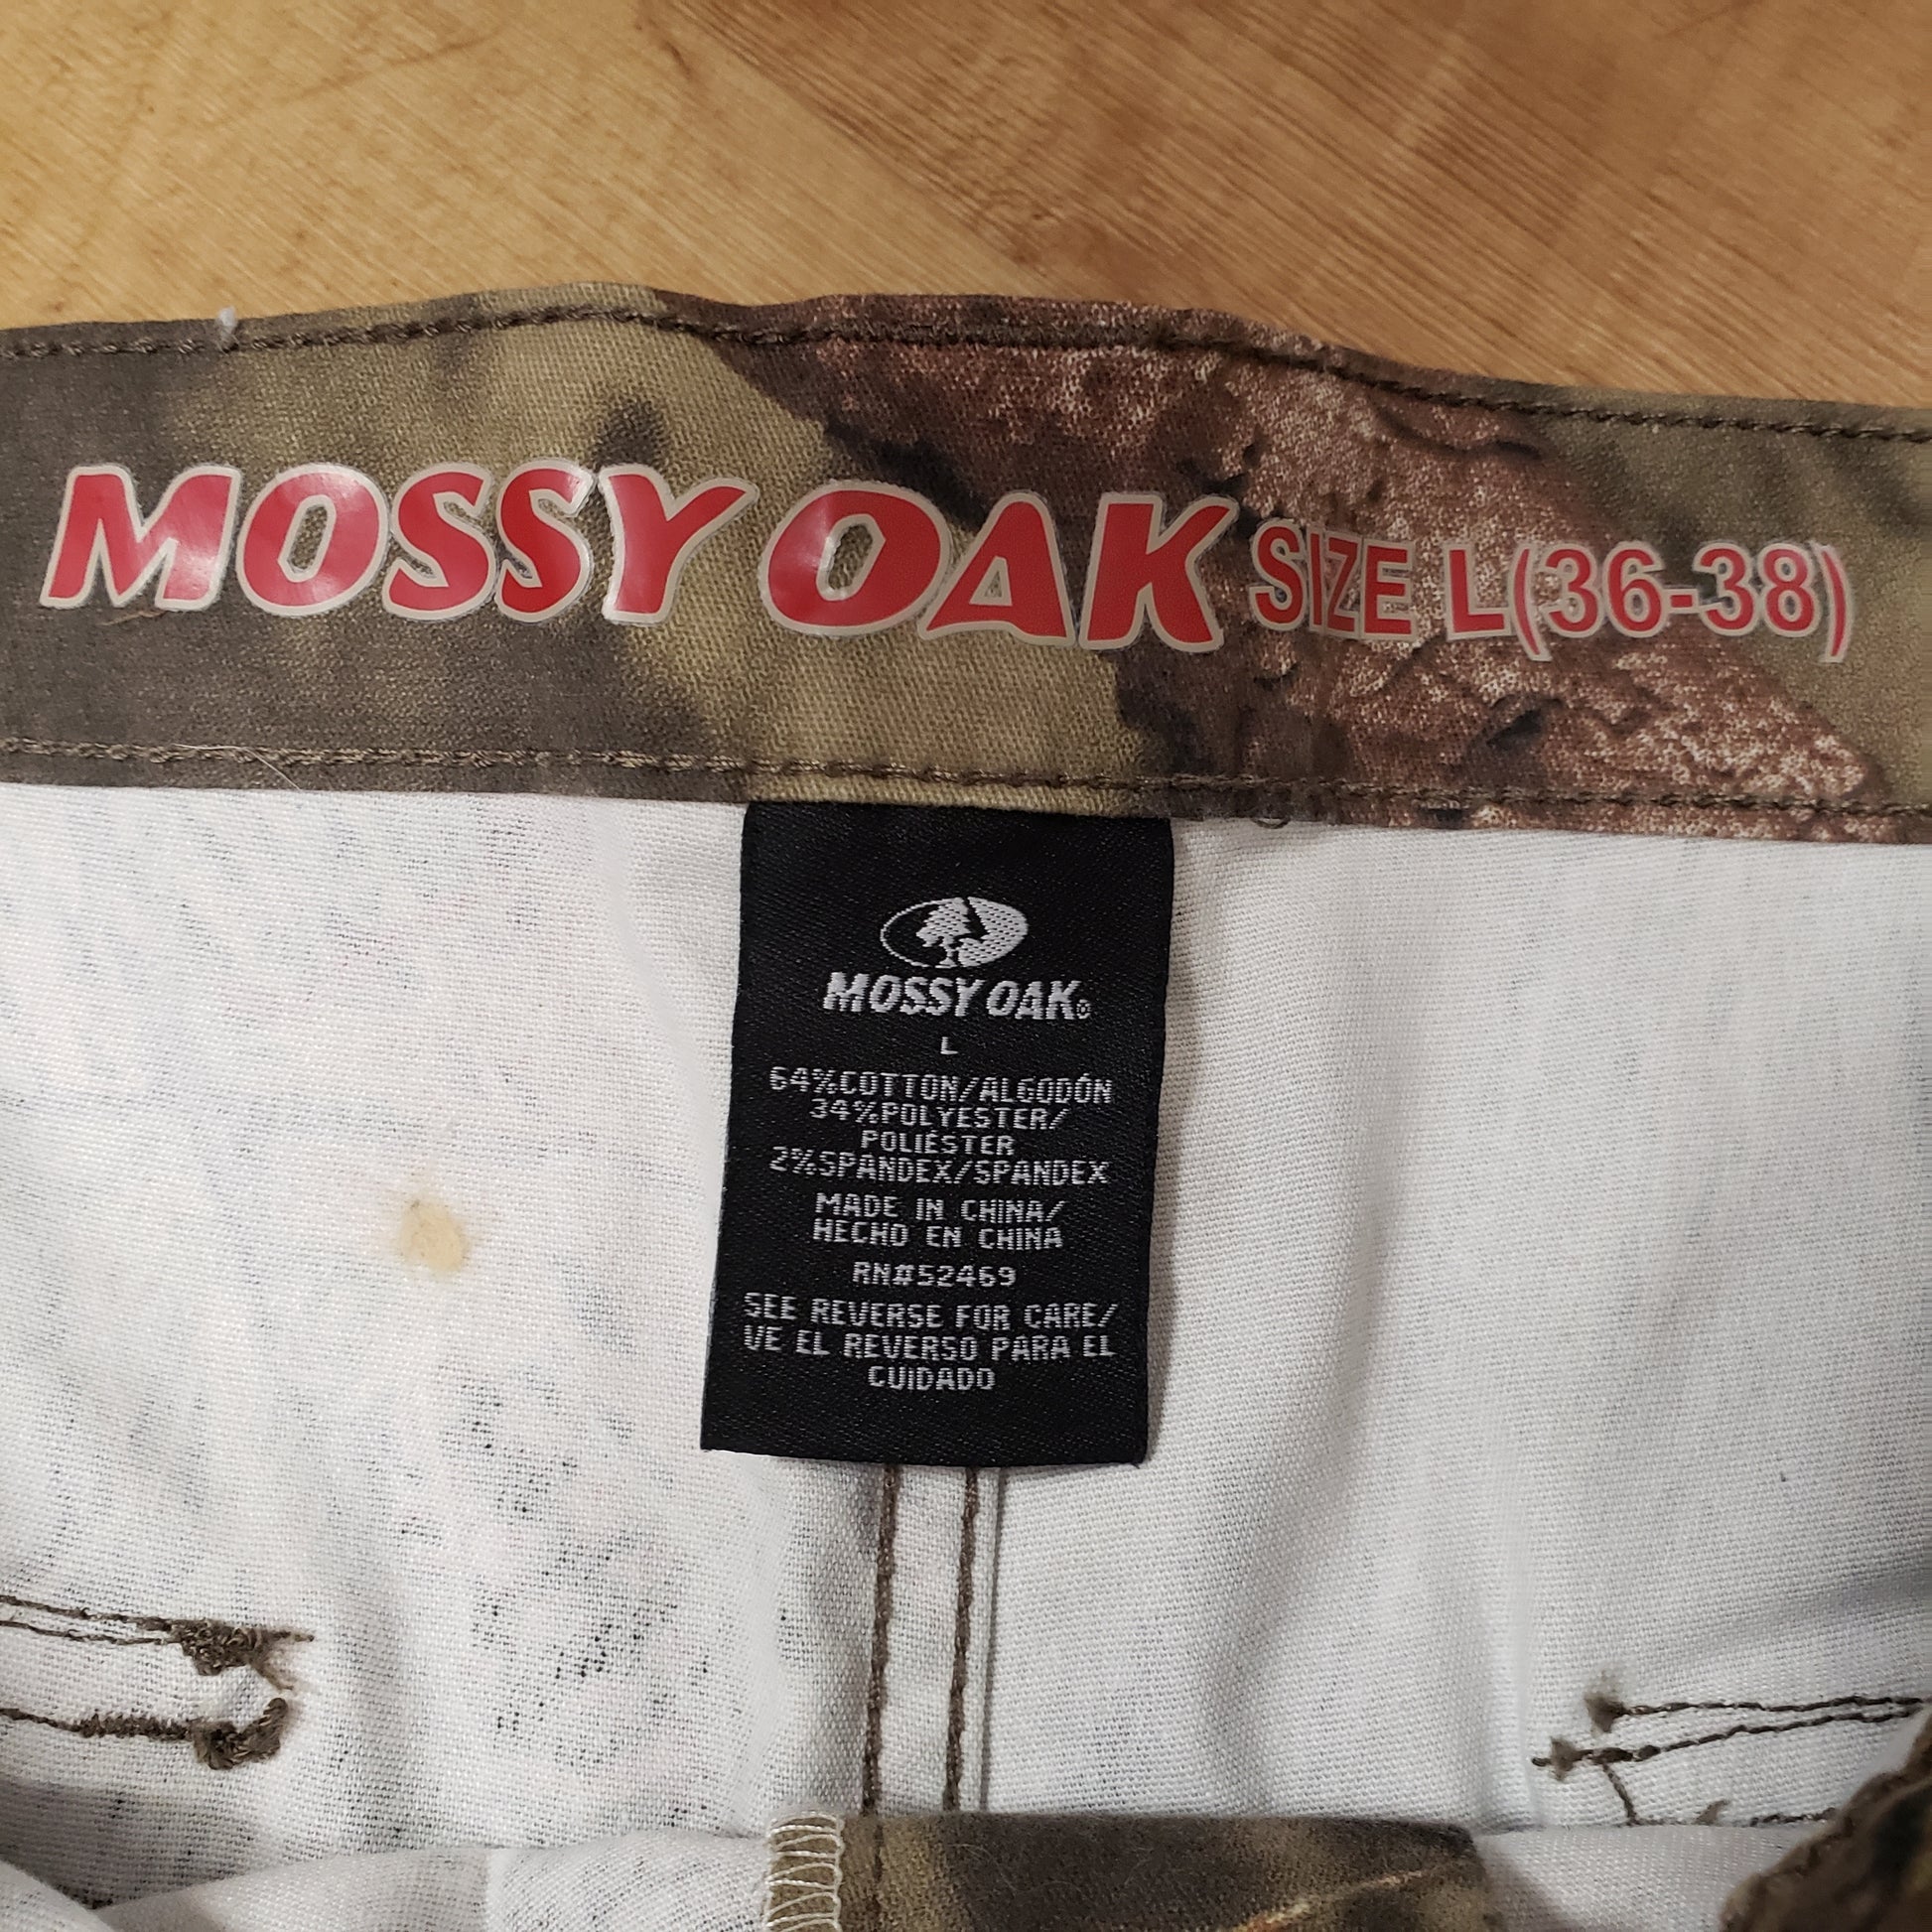 MOSSY OAK SIZE L(36-38)
MOSSY OAK®
L
64%COTTON/ALGODÓN
34%POLYESTER/
POLIÉSTER
2%SPANDEX/SPANDEX
MADE IN CHINA/
HECHO EN CHINA
RN#52469
SEE REVERSE FOR CARE/
VE EL REVERSO PARA EL
CUIDADO